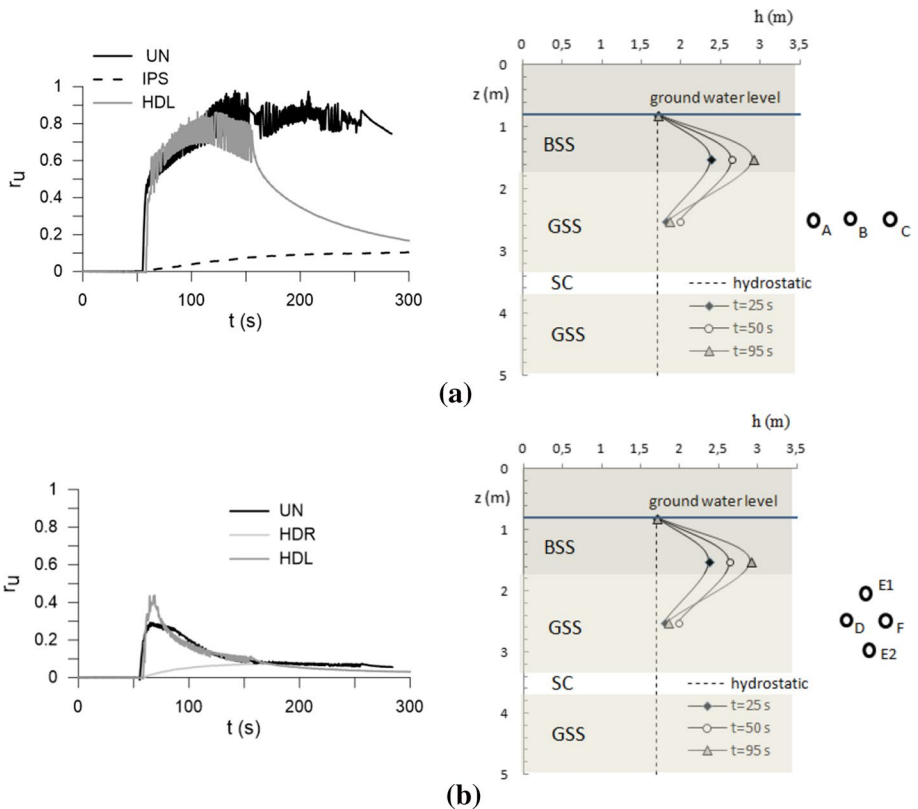 UN
IPS
HDL
1
0.8
0.6
0.4
0.2
0
r_u
0 100 200 300
t (s)
h (m)
0 0,5 1 1,5 2 2,5 3 3,5
0
z (m)
1
2
3
4
5
ground water level
BSS
GSS
SC
GSS
hydrostatic
t=25 s
t=50 s
t=95 s
A B C
(a)
UN
HDR
HDL
1
0.8
0.6
0.4
0.2
0
r_u
0 100 200 300
t (s)
h (m)
0 0,5 1 1,5 2 2,5 3 3,5
0
z (m)
1
2
3
4
5
ground water level
BSS
GSS
SC
GSS
hydrostatic
t=25 s
t=50 s
t=95 s
E1
D F
E2
(b)